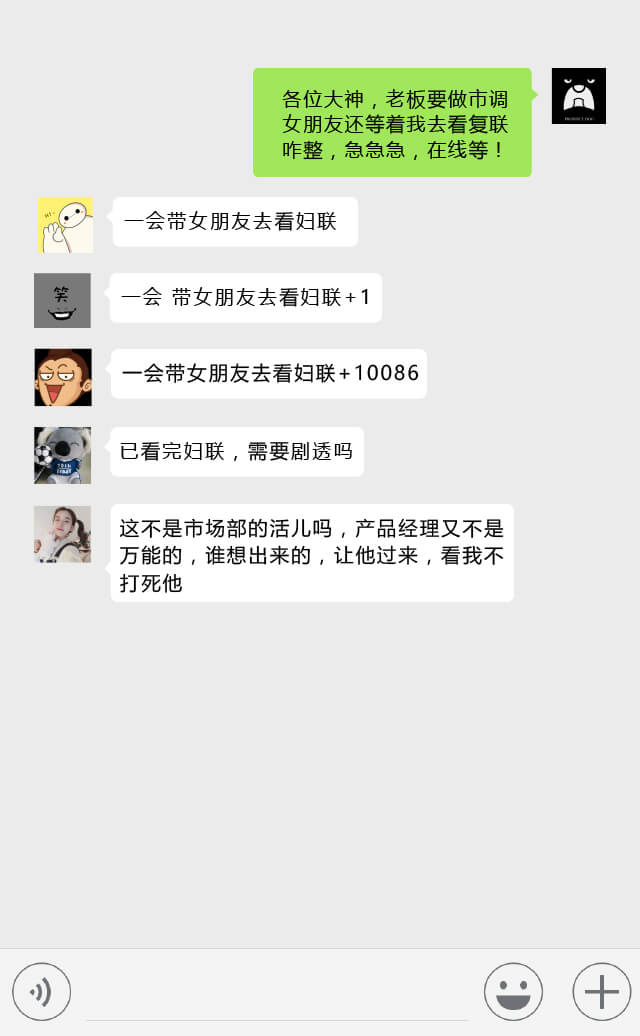 各位大神，老板要做市调
女朋友还等着我去看复联
咋整，急急急，在线等！
一会带女朋友去看妇联
笑
一会 带女朋友去看妇联+1
一会带女朋友去看妇联+10086
已看完妇联，需要剧透吗
这不是市场部的活儿吗，产品经理又不是
万能的，谁想出来的，让他过来，看我不
打死他